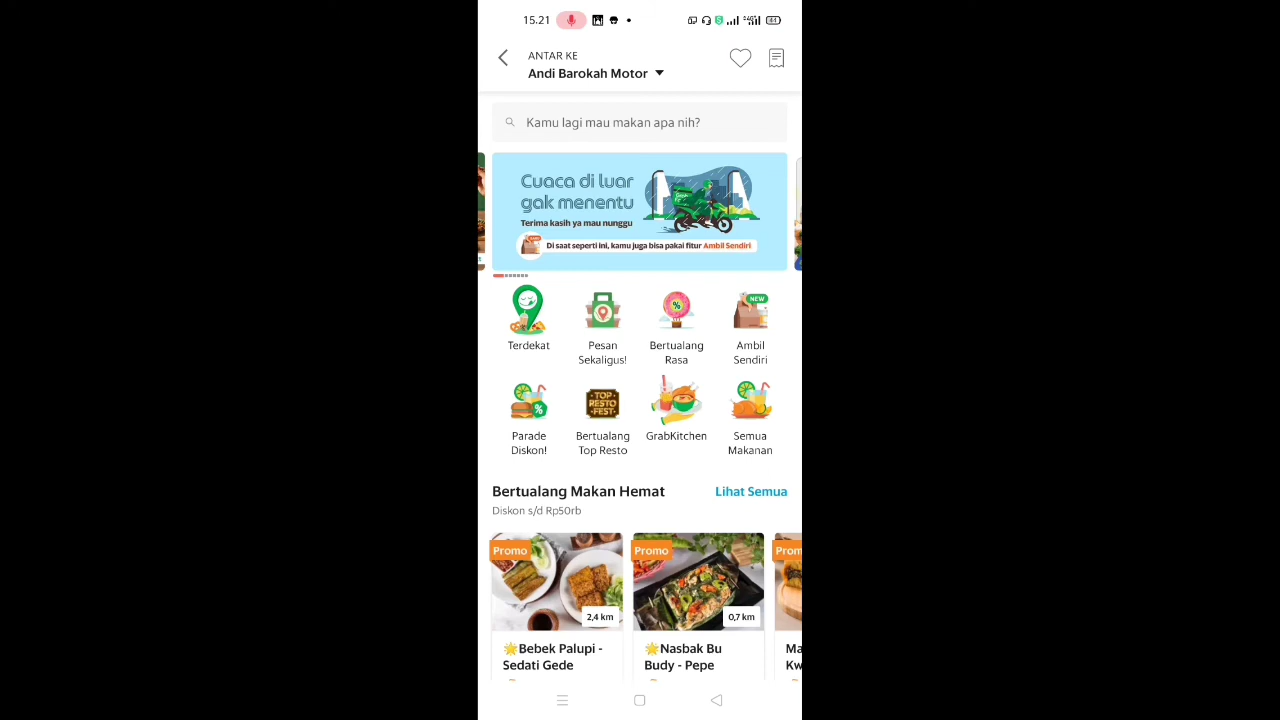 15.21
84
ANTAR KE
Andi Barokah Motor
Kamu lagi mau makan apa nih?
Cuaca di luar
gak menentu
Terima kasih ya mau nunggu
Di saat seperti ini, kamu juga bisa pakai fitur Ambil Sendiri
NEW
%
Terdekat
Pesan
Sekaligus!
Bertualang
Rasa
Ambil
Sendiri
%
TOP
RESTO
FEST
Parade
Diskon!
Bertualang
Top Resto
GrabKitchen
Semua
Makanan
Bertualang Makan Hemat
Lihat Semua
Diskon s/d Rp50rb
Promo
Promo
Prom
2,4 km
0,7 km
🌟Bebek Palupi -
Sedati Gede
🌟Nasbak Bu
Budy - Pepe
Ma
Kw